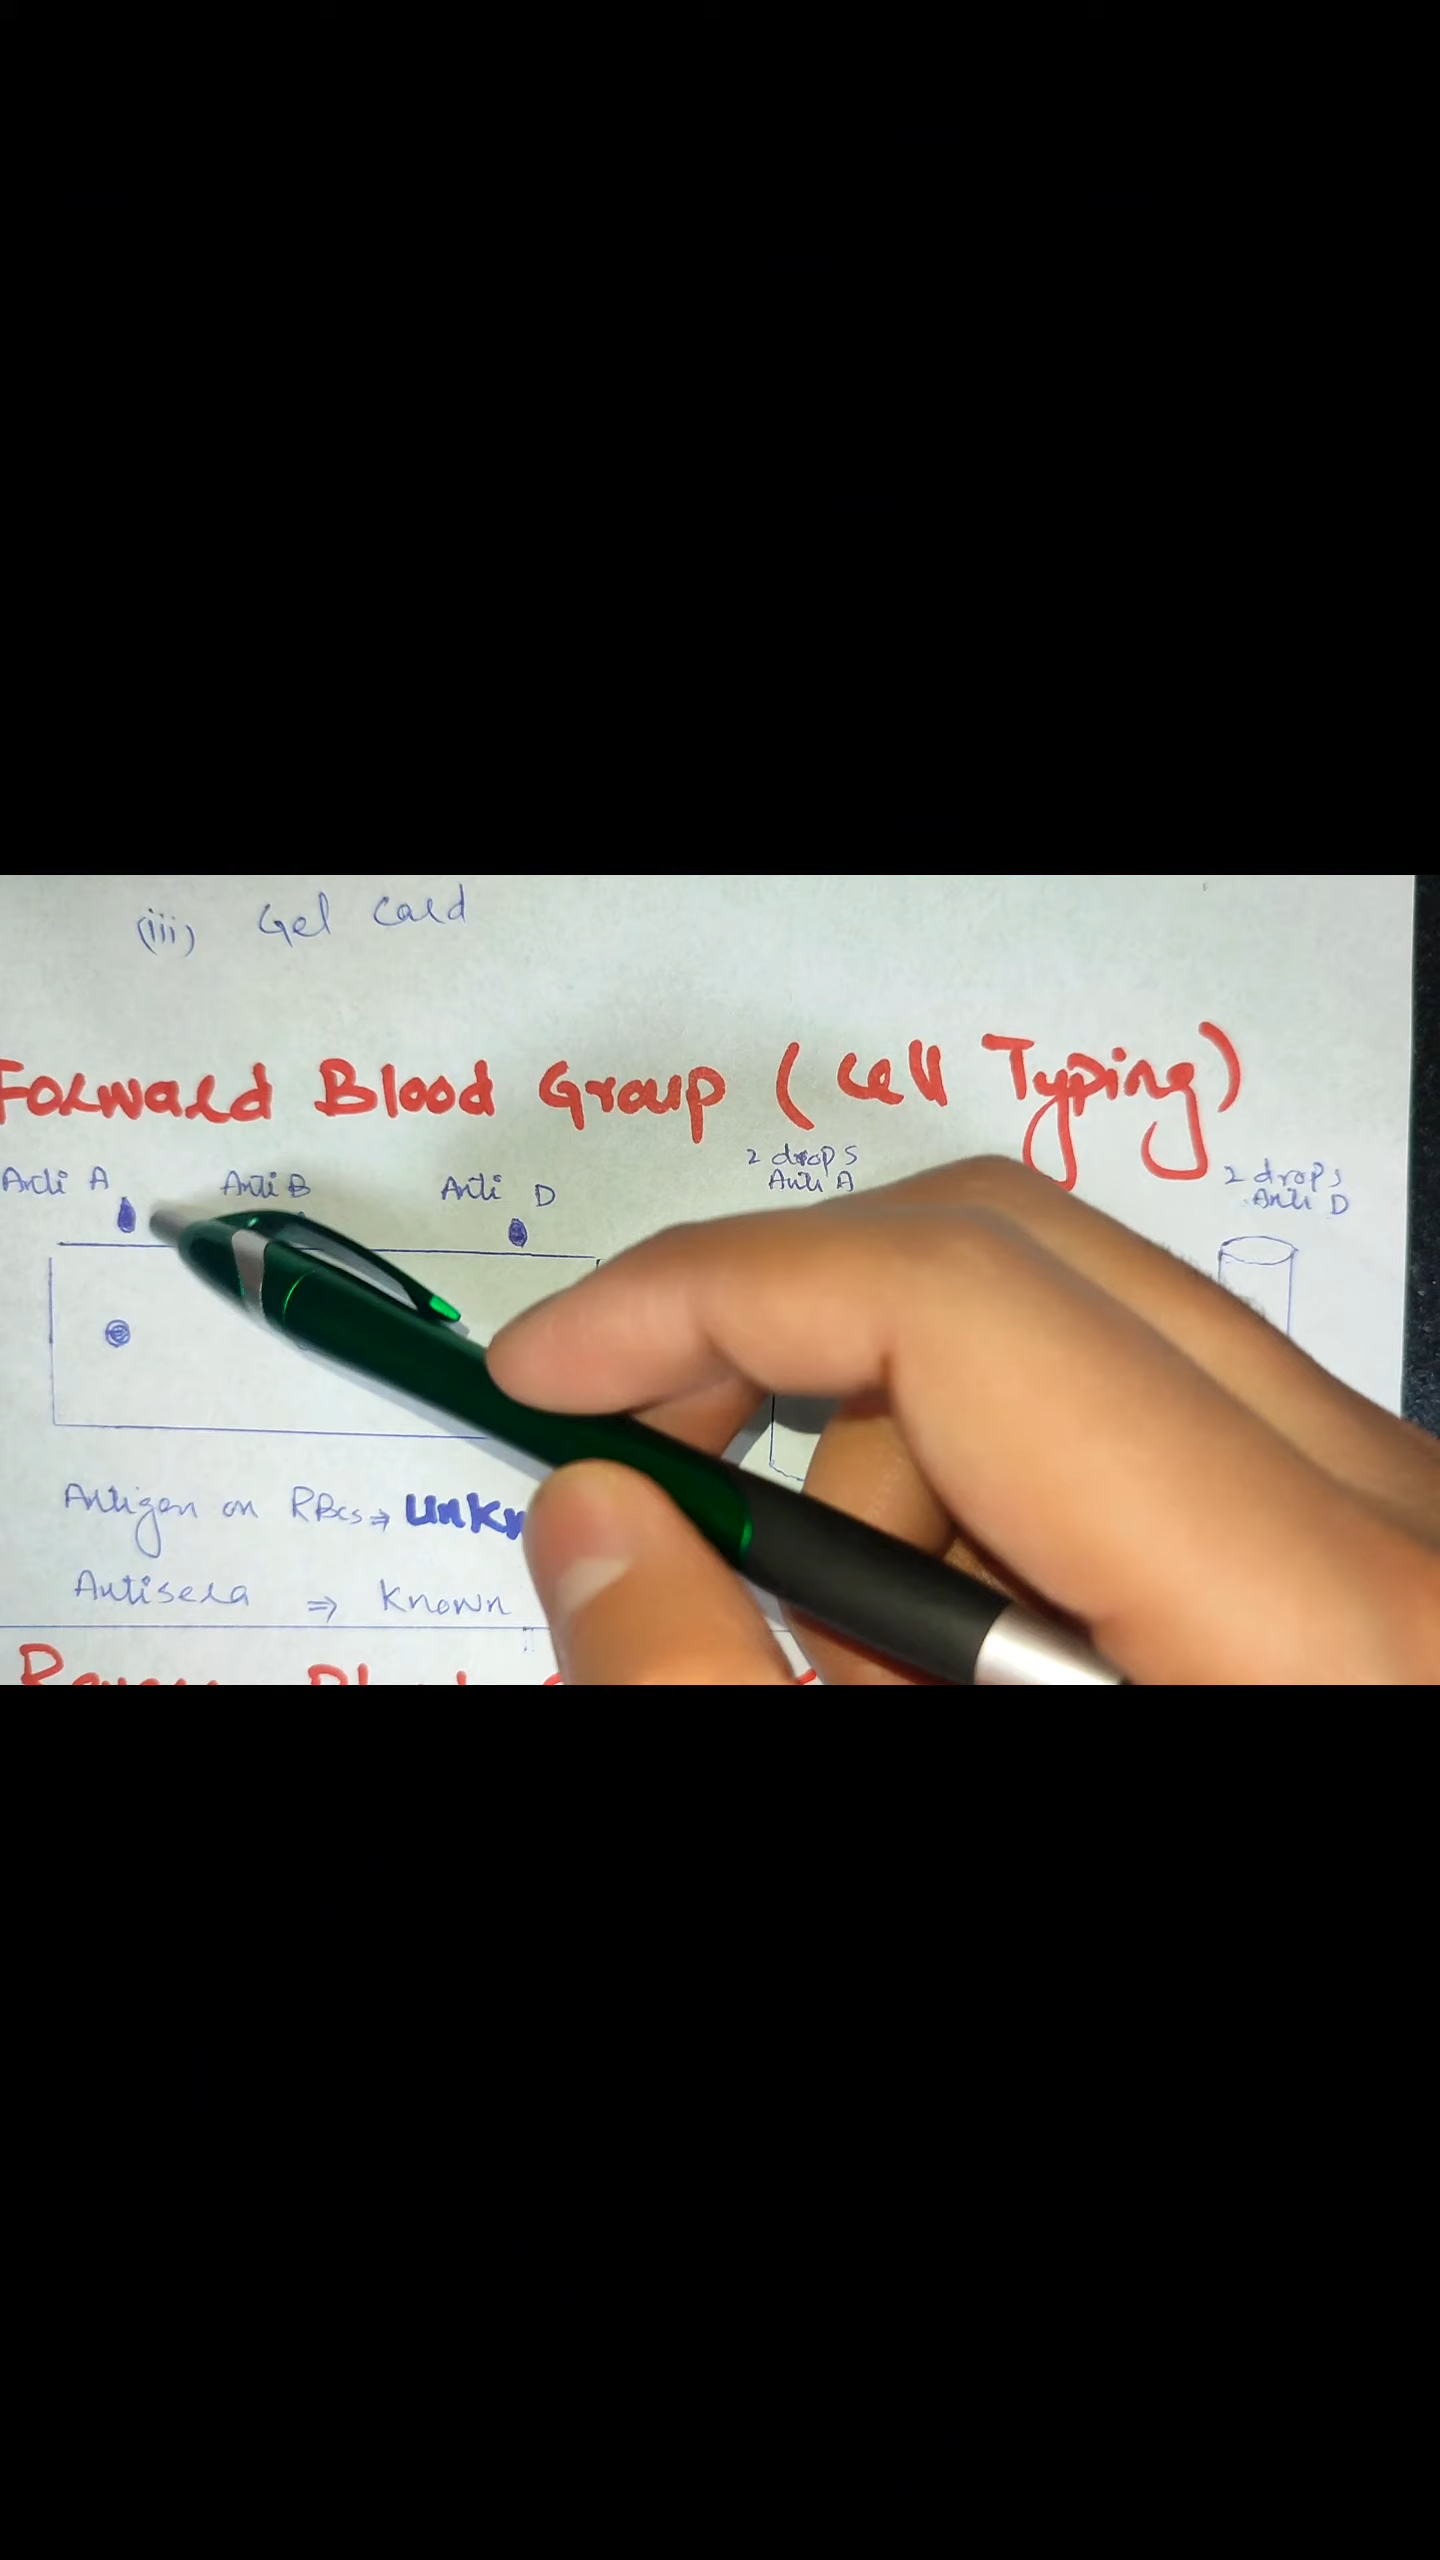 (iii) Gel Card
Forward Blood Group (Cell Typing)
Anti A Anti B Anti D
2 drops
Anti A
2 drops
Anti D
Antigen on RBCs ⇒
Antisera ⇒ Known